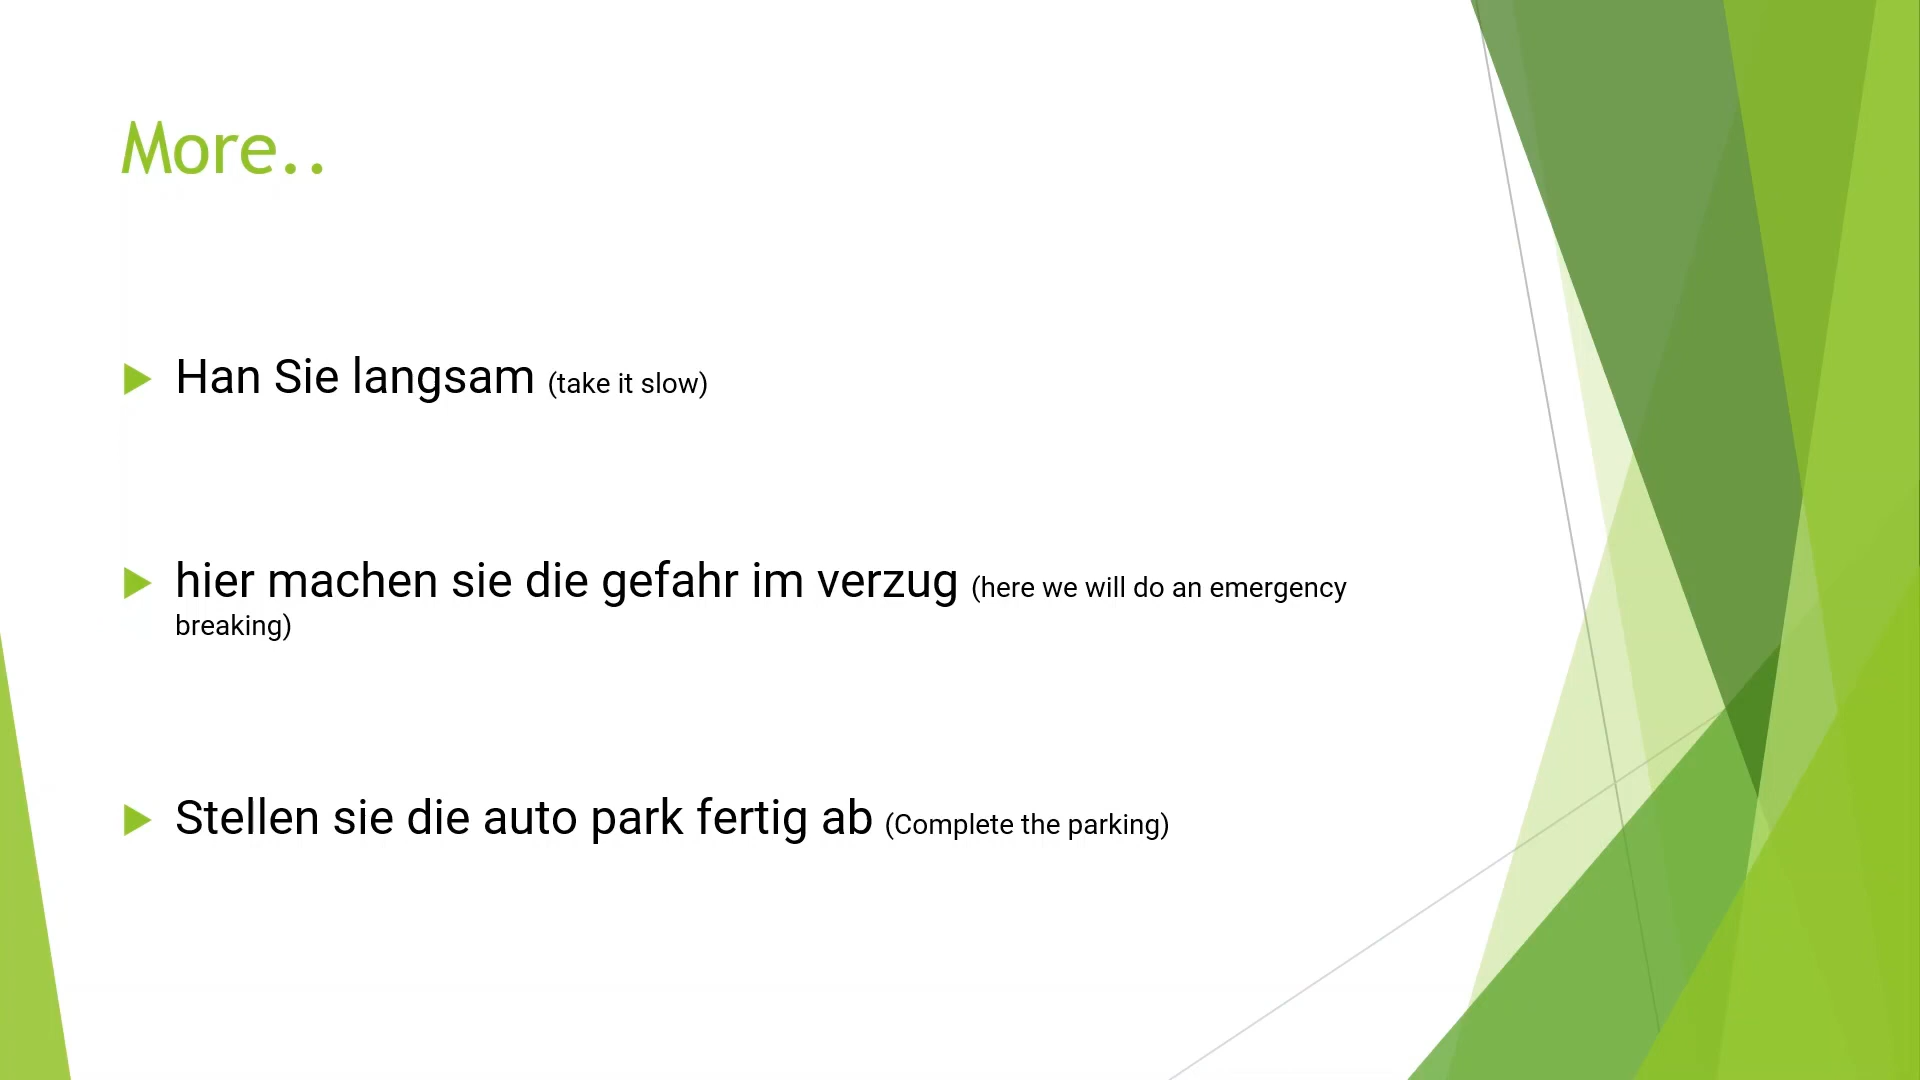 More..
Han Sie langsam (take it slow)
hier machen sie die gefahr im verzug (here we will do an emergency
breaking)
Stellen sie die auto park fertig ab (Complete the parking)